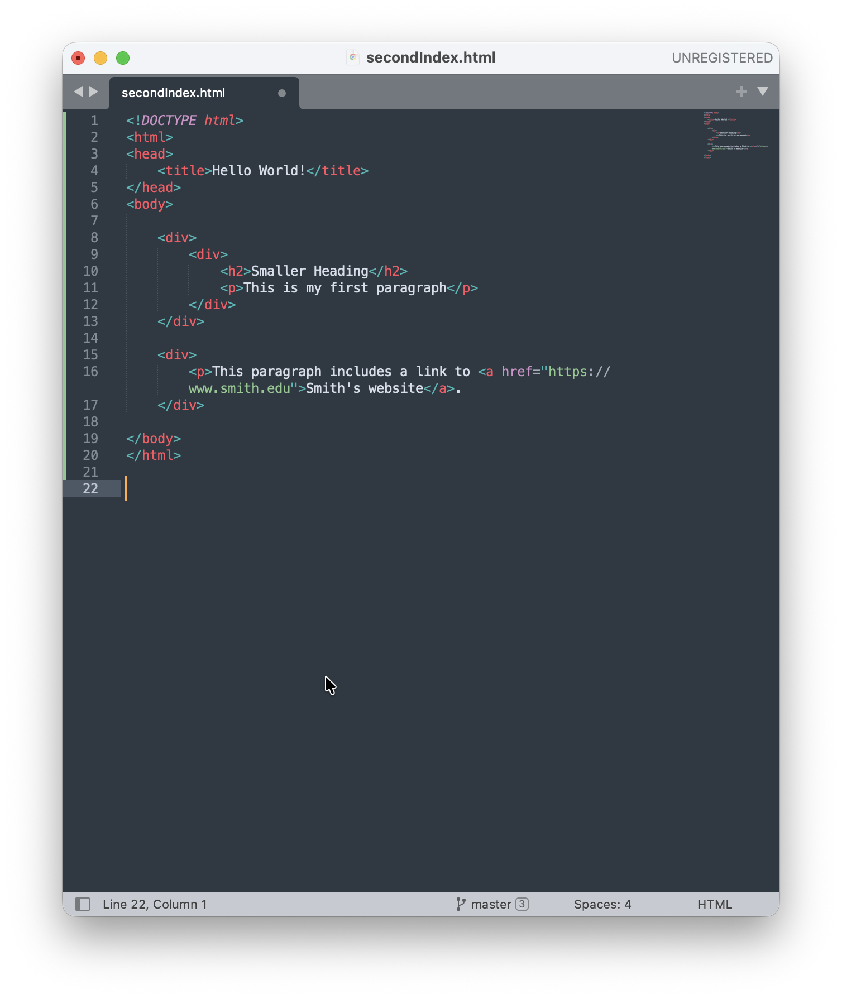 secondIndex.html
UNREGISTERED
secondIndex.html
1 <!DOCTYPE html>
2 <html>
3 <head>
4     <title>Hello World!</title>
5 </head>
6 <body>
7
8     <div>
9         <div>
10             <h2>Smaller Heading</h2>
11             <p>This is my first paragraph</p>
12         </div>
13     </div>
14
15     <div>
16         <p>This paragraph includes a link to <a href="https://
        www.smith.edu">Smith's website</a>.
17     </div>
18
19 </body>
20 </html>
21
22
Line 22, Column 1
master 3
Spaces: 4
HTML